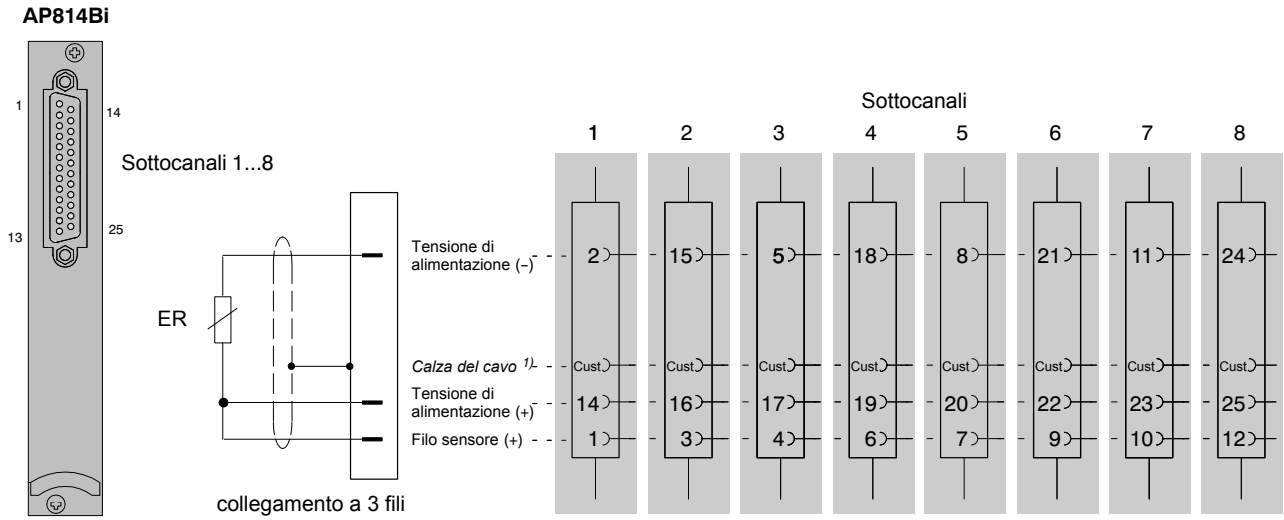 AP814Bi
1
14
13
25
Sottocanali 1...8
ER
collegamento a 3 fili
Sottocanali
1 2 3 4 5 6 7 8
Tensione di
alimentazione (−) 2 15 5 18 8 21 11 24
Calza del cavo 1) Cust. Cust. Cust. Cust. Cust. Cust. Cust. Cust.
Tensione di
alimentazione (+) 14 16 17 19 20 22 23 25
Filo sensore (+) 1 3 4 6 7 9 10 12